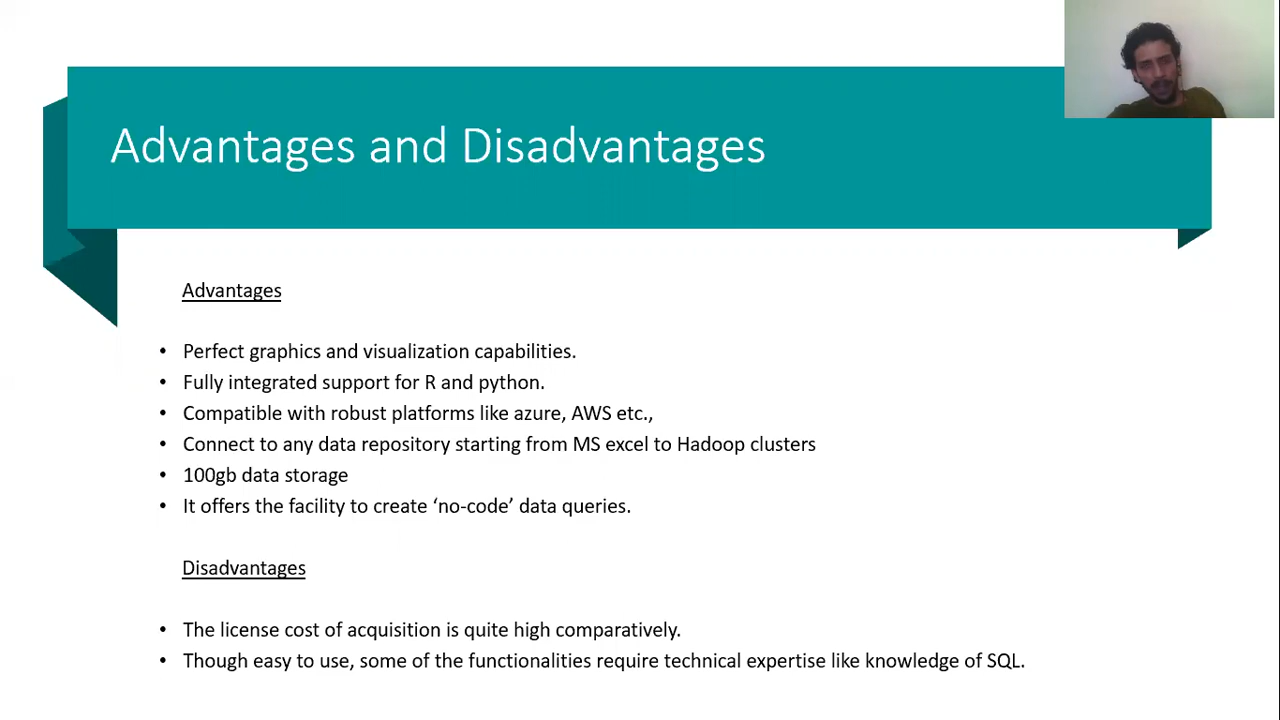 Advantages and Disadvantages
Advantages
• Perfect graphics and visualization capabilities.
• Fully integrated support for R and python.
• Compatible with robust platforms like azure, AWS etc.,
• Connect to any data repository starting from MS excel to Hadoop clusters
• 100gb data storage
• It offers the facility to create ‘no-code’ data queries.
Disadvantages
• The license cost of acquisition is quite high comparatively.
• Though easy to use, some of the functionalities require technical expertise like knowledge of SQL.